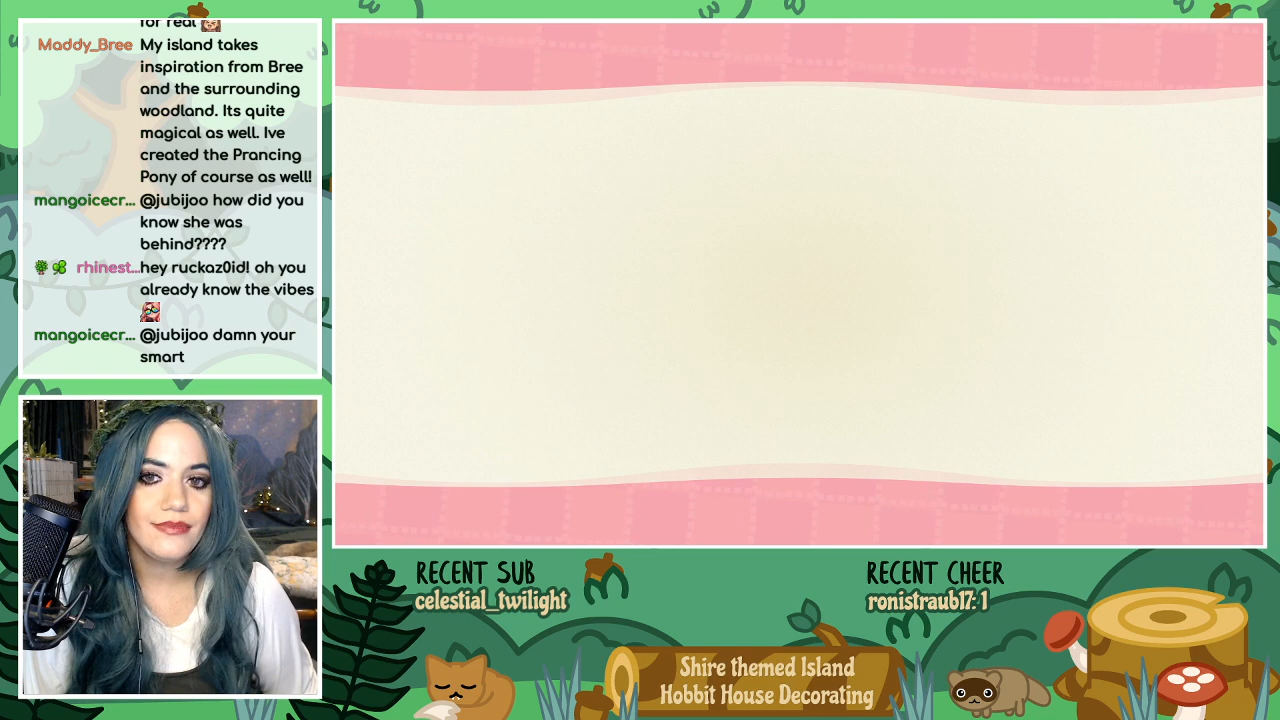 for real
Maddy_Bree My island takes
inspiration from Bree
and the surrounding
woodland. Its quite
magical as well. Ive
created the Prancing
Pony of course as well!
mangoicecr... @jubijoo how did you
know she was
behind????
rhinest... hey ruckaz0id! oh you
already know the vibes
mangoicecr... @jubijoo damn your
smart
RECENT SUB
celestial_twilight
RECENT CHEER
ronistraub17: 1
Shire themed Island
Hobbit House Decorating